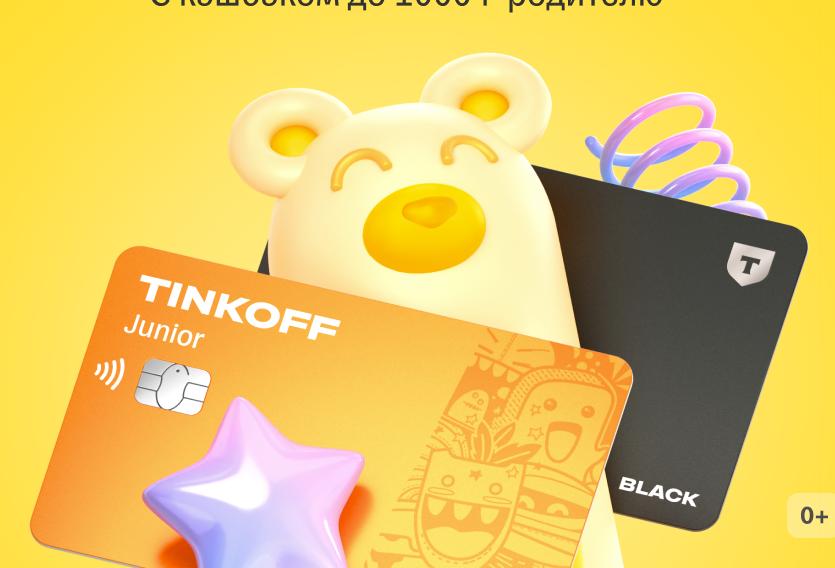 С кэшбэком до 1000 ₽ родителю
TINKOFF
Junior
T
BLACK
0+